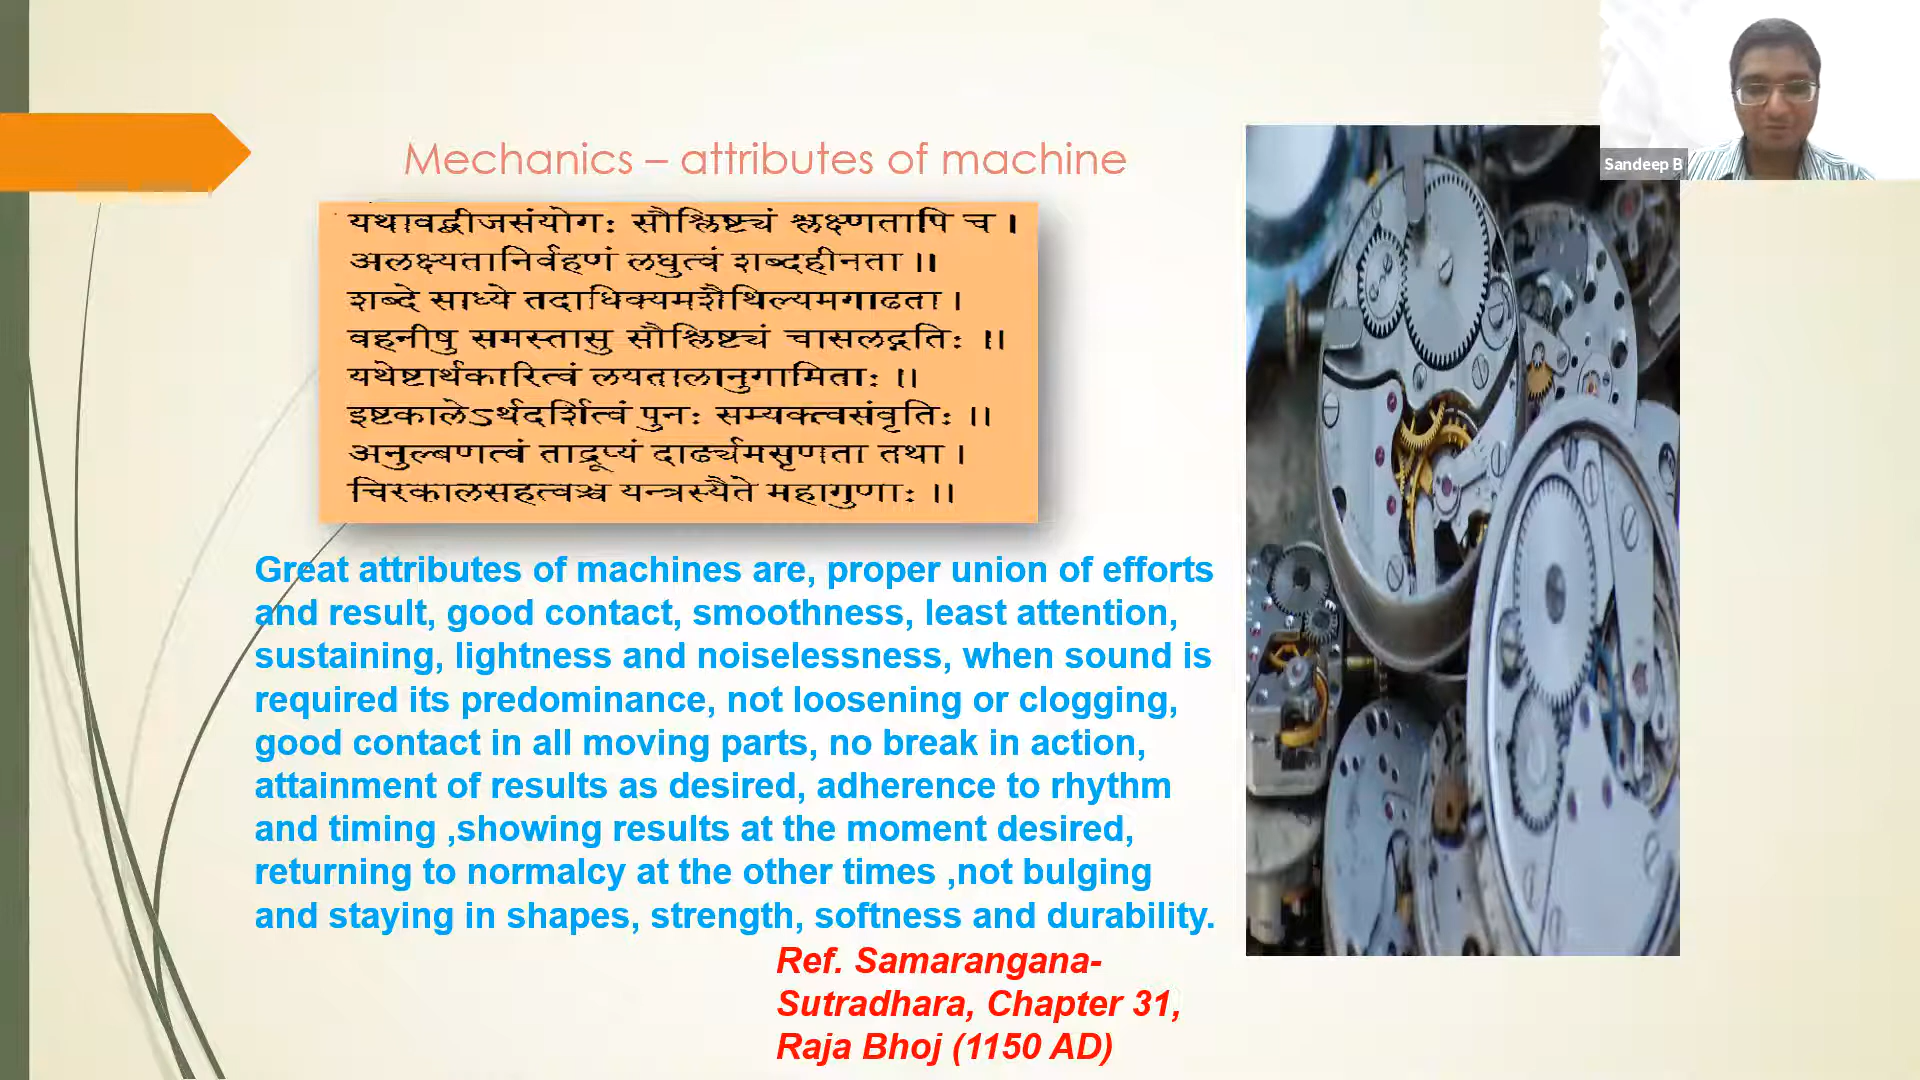 Sandeep B
Mechanics – attributes of machine
यथावद्बीजसंयोगः सौश्लिष्ट्यं श्लक्ष्णतापि च ।
अलक्ष्यतानिर्वहणं लघुत्वं शब्दहीनता ।।
शब्दे साध्ये तदाधिक्यमशैथिल्यमगाढता ।
वहनीषु समस्तासु सौश्लिष्ट्यं चासलद्गतिः ।।
यथेष्टार्थकारित्वं लयतालानुगामिताः ।।
इष्टकालेऽर्थदर्शित्वं पुनः सम्यक्त्वसंवृतिः ।।
अनुल्बणत्वं ताद्रूप्यं दार्ढ्यमसृणता तथा ।
चिरकालसहत्वञ्च यन्त्रस्यैते महागुणाः ।।
Great attributes of machines are, proper union of efforts
and result, good contact, smoothness, least attention,
sustaining, lightness and noiselessness, when sound is
required its predominance, not loosening or clogging,
good contact in all moving parts, no break in action,
attainment of results as desired, adherence to rhythm
and timing ,showing results at the moment desired,
returning to normalcy at the other times ,not bulging
and staying in shapes, strength, softness and durability.
Ref. Samarangana-
Sutradhara, Chapter 31,
Raja Bhoj (1150 AD)